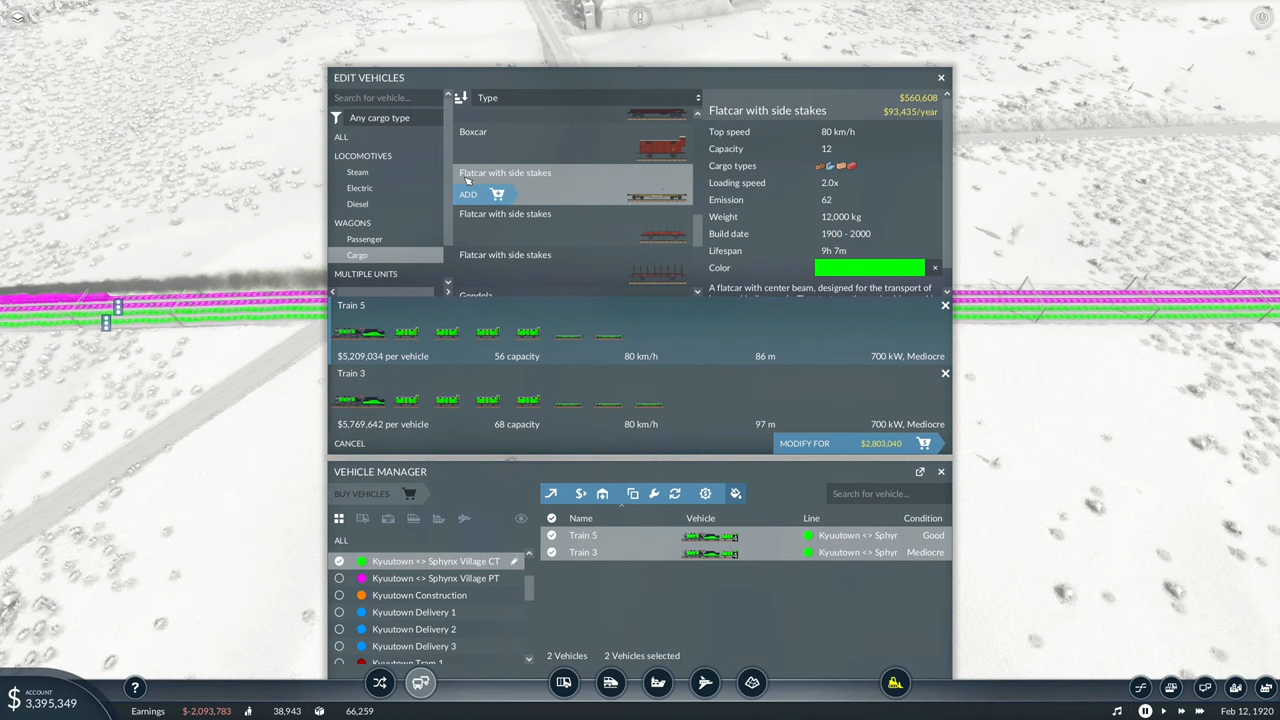 EDIT VEHICLES
Search for vehicle...
Any cargo type
ALL
LOCOMOTIVES
Steam
Electric
Diesel
WAGONS
Passenger
Cargo
MULTIPLE UNITS
Type
Boxcar
Flatcar with side stakes
ADD
Flatcar with side stakes
Flatcar with side stakes
Gondola
$560,608
Flatcar with side stakes
$93,435/year
Top speed 80 km/h
Capacity 12
Cargo types
Loading speed 2.0x
Emission 62
Weight 12,000 kg
Build date 1900 - 2000
Lifespan 9h 7m
Color
A flatcar with center beam, designed for the transport of
Train 5
$5,209,034 per vehicle 56 capacity 80 km/h 86 m 700 kW, Mediocre
Train 3
$5,769,642 per vehicle 68 capacity 80 km/h 97 m 700 kW, Mediocre
CANCEL
MODIFY FOR $2,803,040
VEHICLE MANAGER
BUY VEHICLES
ALL
Kyuutown <> Sphynx Village CT
Kyuutown <> Sphynx Village PT
Kyuutown Construction
Kyuutown Delivery 1
Kyuutown Delivery 2
Kyuutown Delivery 3
Kyuutown Tram 1
Search for vehicle...
Name Vehicle Line Condition
Train 5 Kyuutown <> Sphyr Good
Train 3 Kyuutown <> Sphyr Mediocre
2 Vehicles 2 Vehicles selected
$ ACCOUNT
3,395,349
?
Earnings $-2,093,783 38,943 66,259
Feb 12, 1920